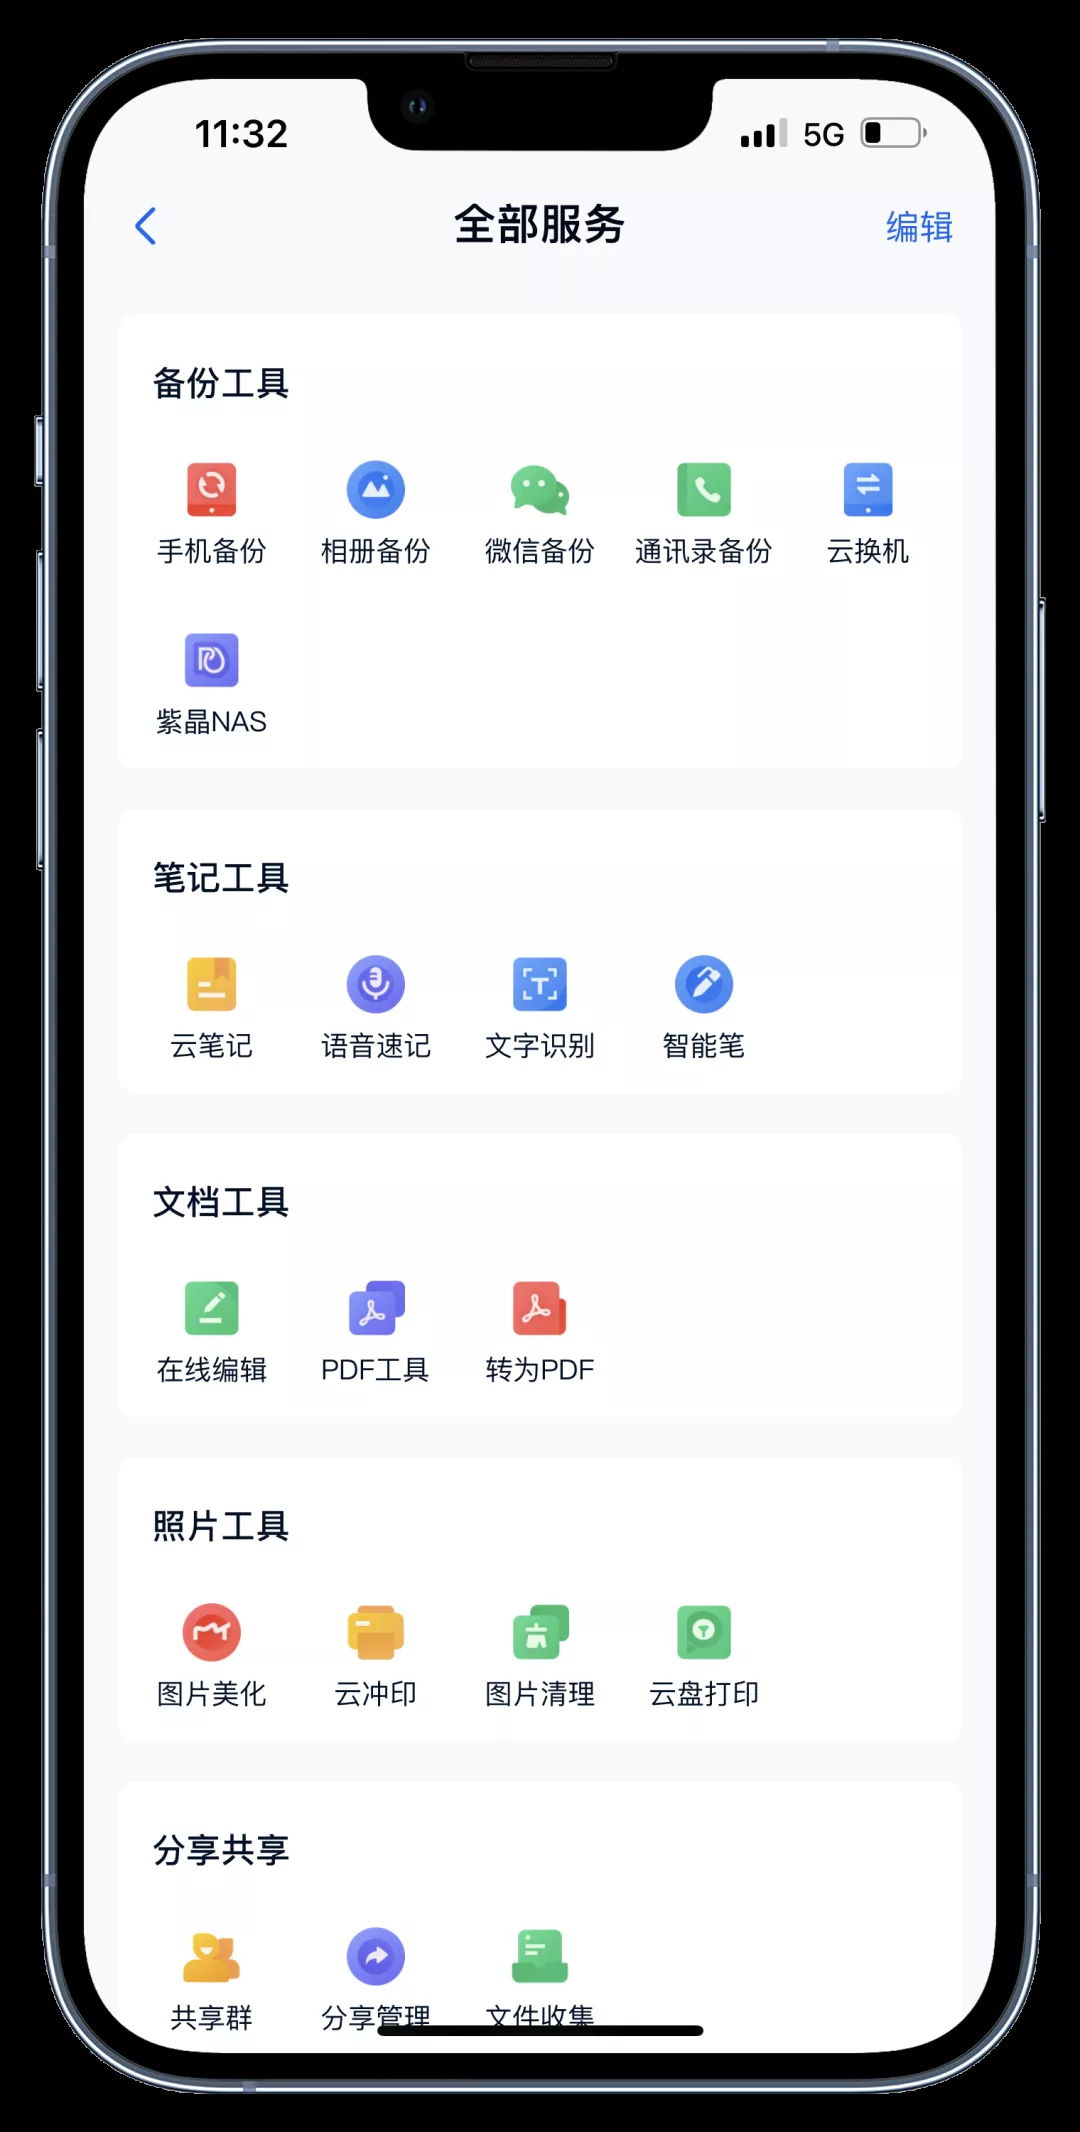 11:32 5G
全部服务 编辑
备份工具
手机备份 相册备份 微信备份 通讯录备份 云换机
紫晶NAS
笔记工具
云笔记 语音速记 文字识别 智能笔
文档工具
在线编辑 PDF工具 转为PDF
照片工具
图片美化 云冲印 图片清理 云盘打印
分享共享
共享群 分享管理 文件收集